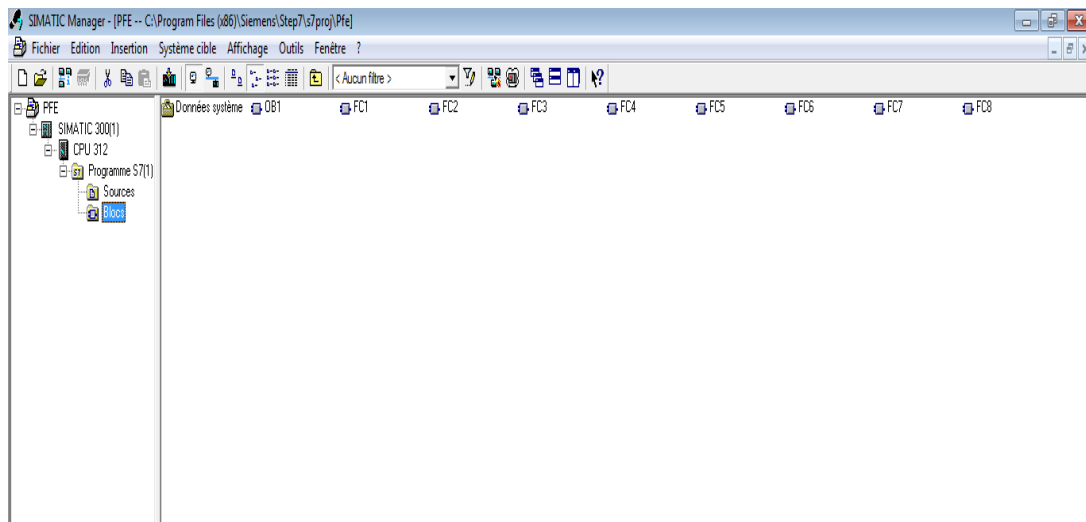 SIMATIC Manager - [PFE -- C:\Program Files (x86)\Siemens\Step7\s7proj\Pfe]
Fichier Edition Insertion Système cible Affichage Outils Fenêtre ?
< Aucun filtre >
PFE
SIMATIC 300(1)
CPU 312
Programme S7(1)
Sources
Blocs
Données système OB1 FC1 FC2 FC3 FC4 FC5 FC6 FC7 FC8